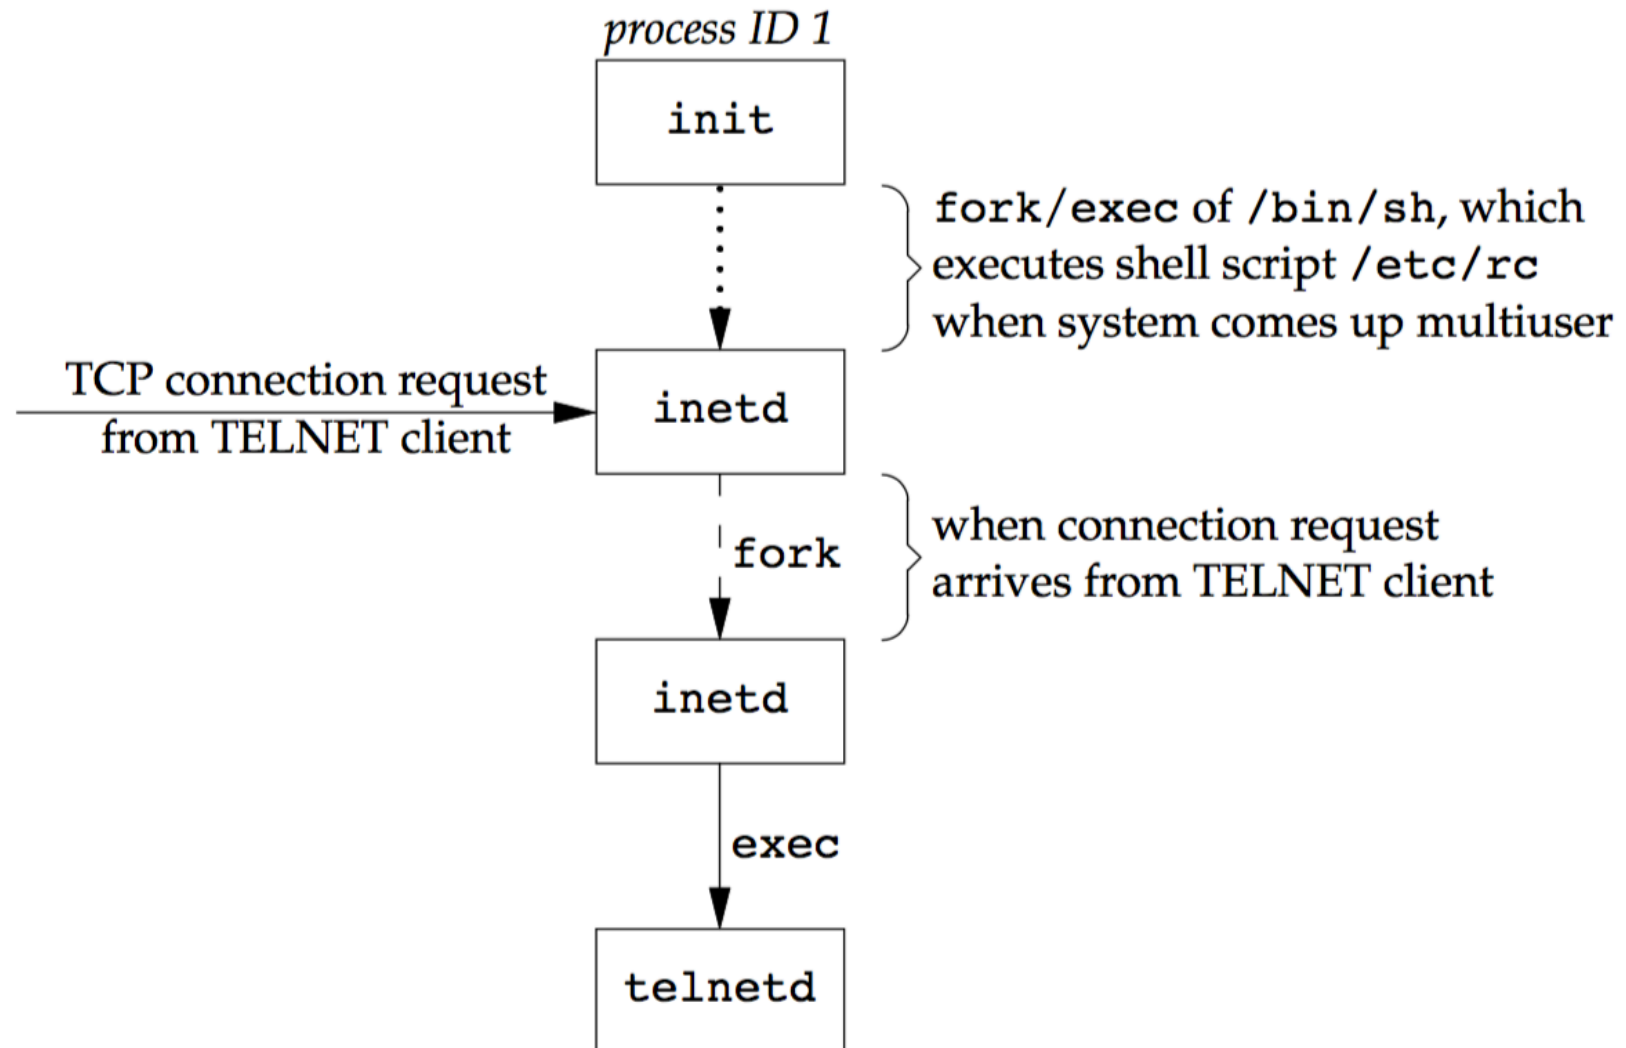 process ID 1
init
fork/exec of /bin/sh, which
executes shell script /etc/rc
when system comes up multiuser
TCP connection request
from TELNET client
inetd
fork
when connection request
arrives from TELNET client
inetd
exec
telnetd